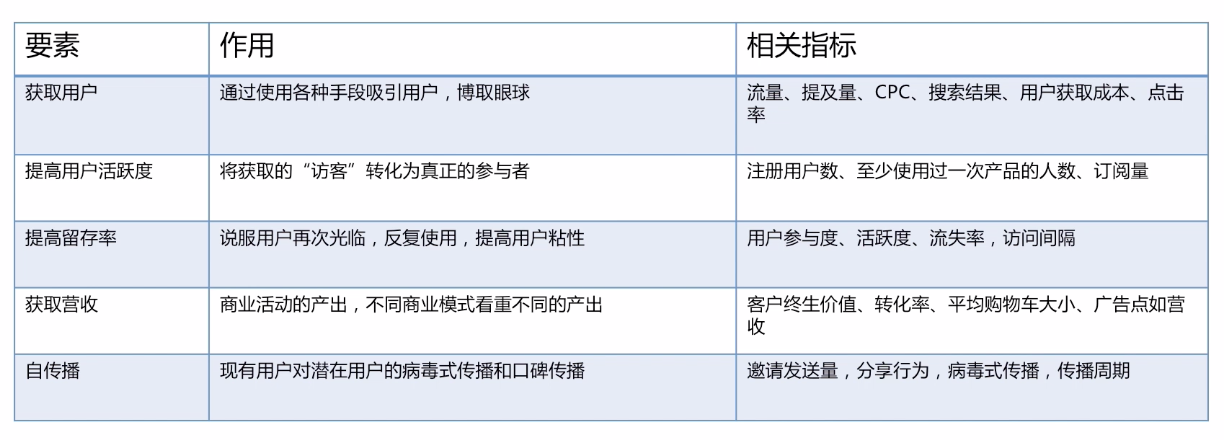 要素
作用
相关指标
获取用户
通过使用各种手段吸引用户，博取眼球
流量、提及量、CPC、搜索结果、用户获取成本、点击
率
提高用户活跃度
将获取的“访客”转化为真正的参与者
注册用户数、至少使用过一次产品的人数、订阅量
提高留存率
说服用户再次光临，反复使用，提高用户粘性
用户参与度、活跃度、流失率，访问间隔
获取营收
商业活动的产出，不同商业模式看重不同的产出
客户终生价值、转化率、平均购物车大小、广告点如营
收
自传播
现有用户对潜在用户的病毒式传播和口碑传播
邀请发送量，分享行为，病毒式传播，传播周期